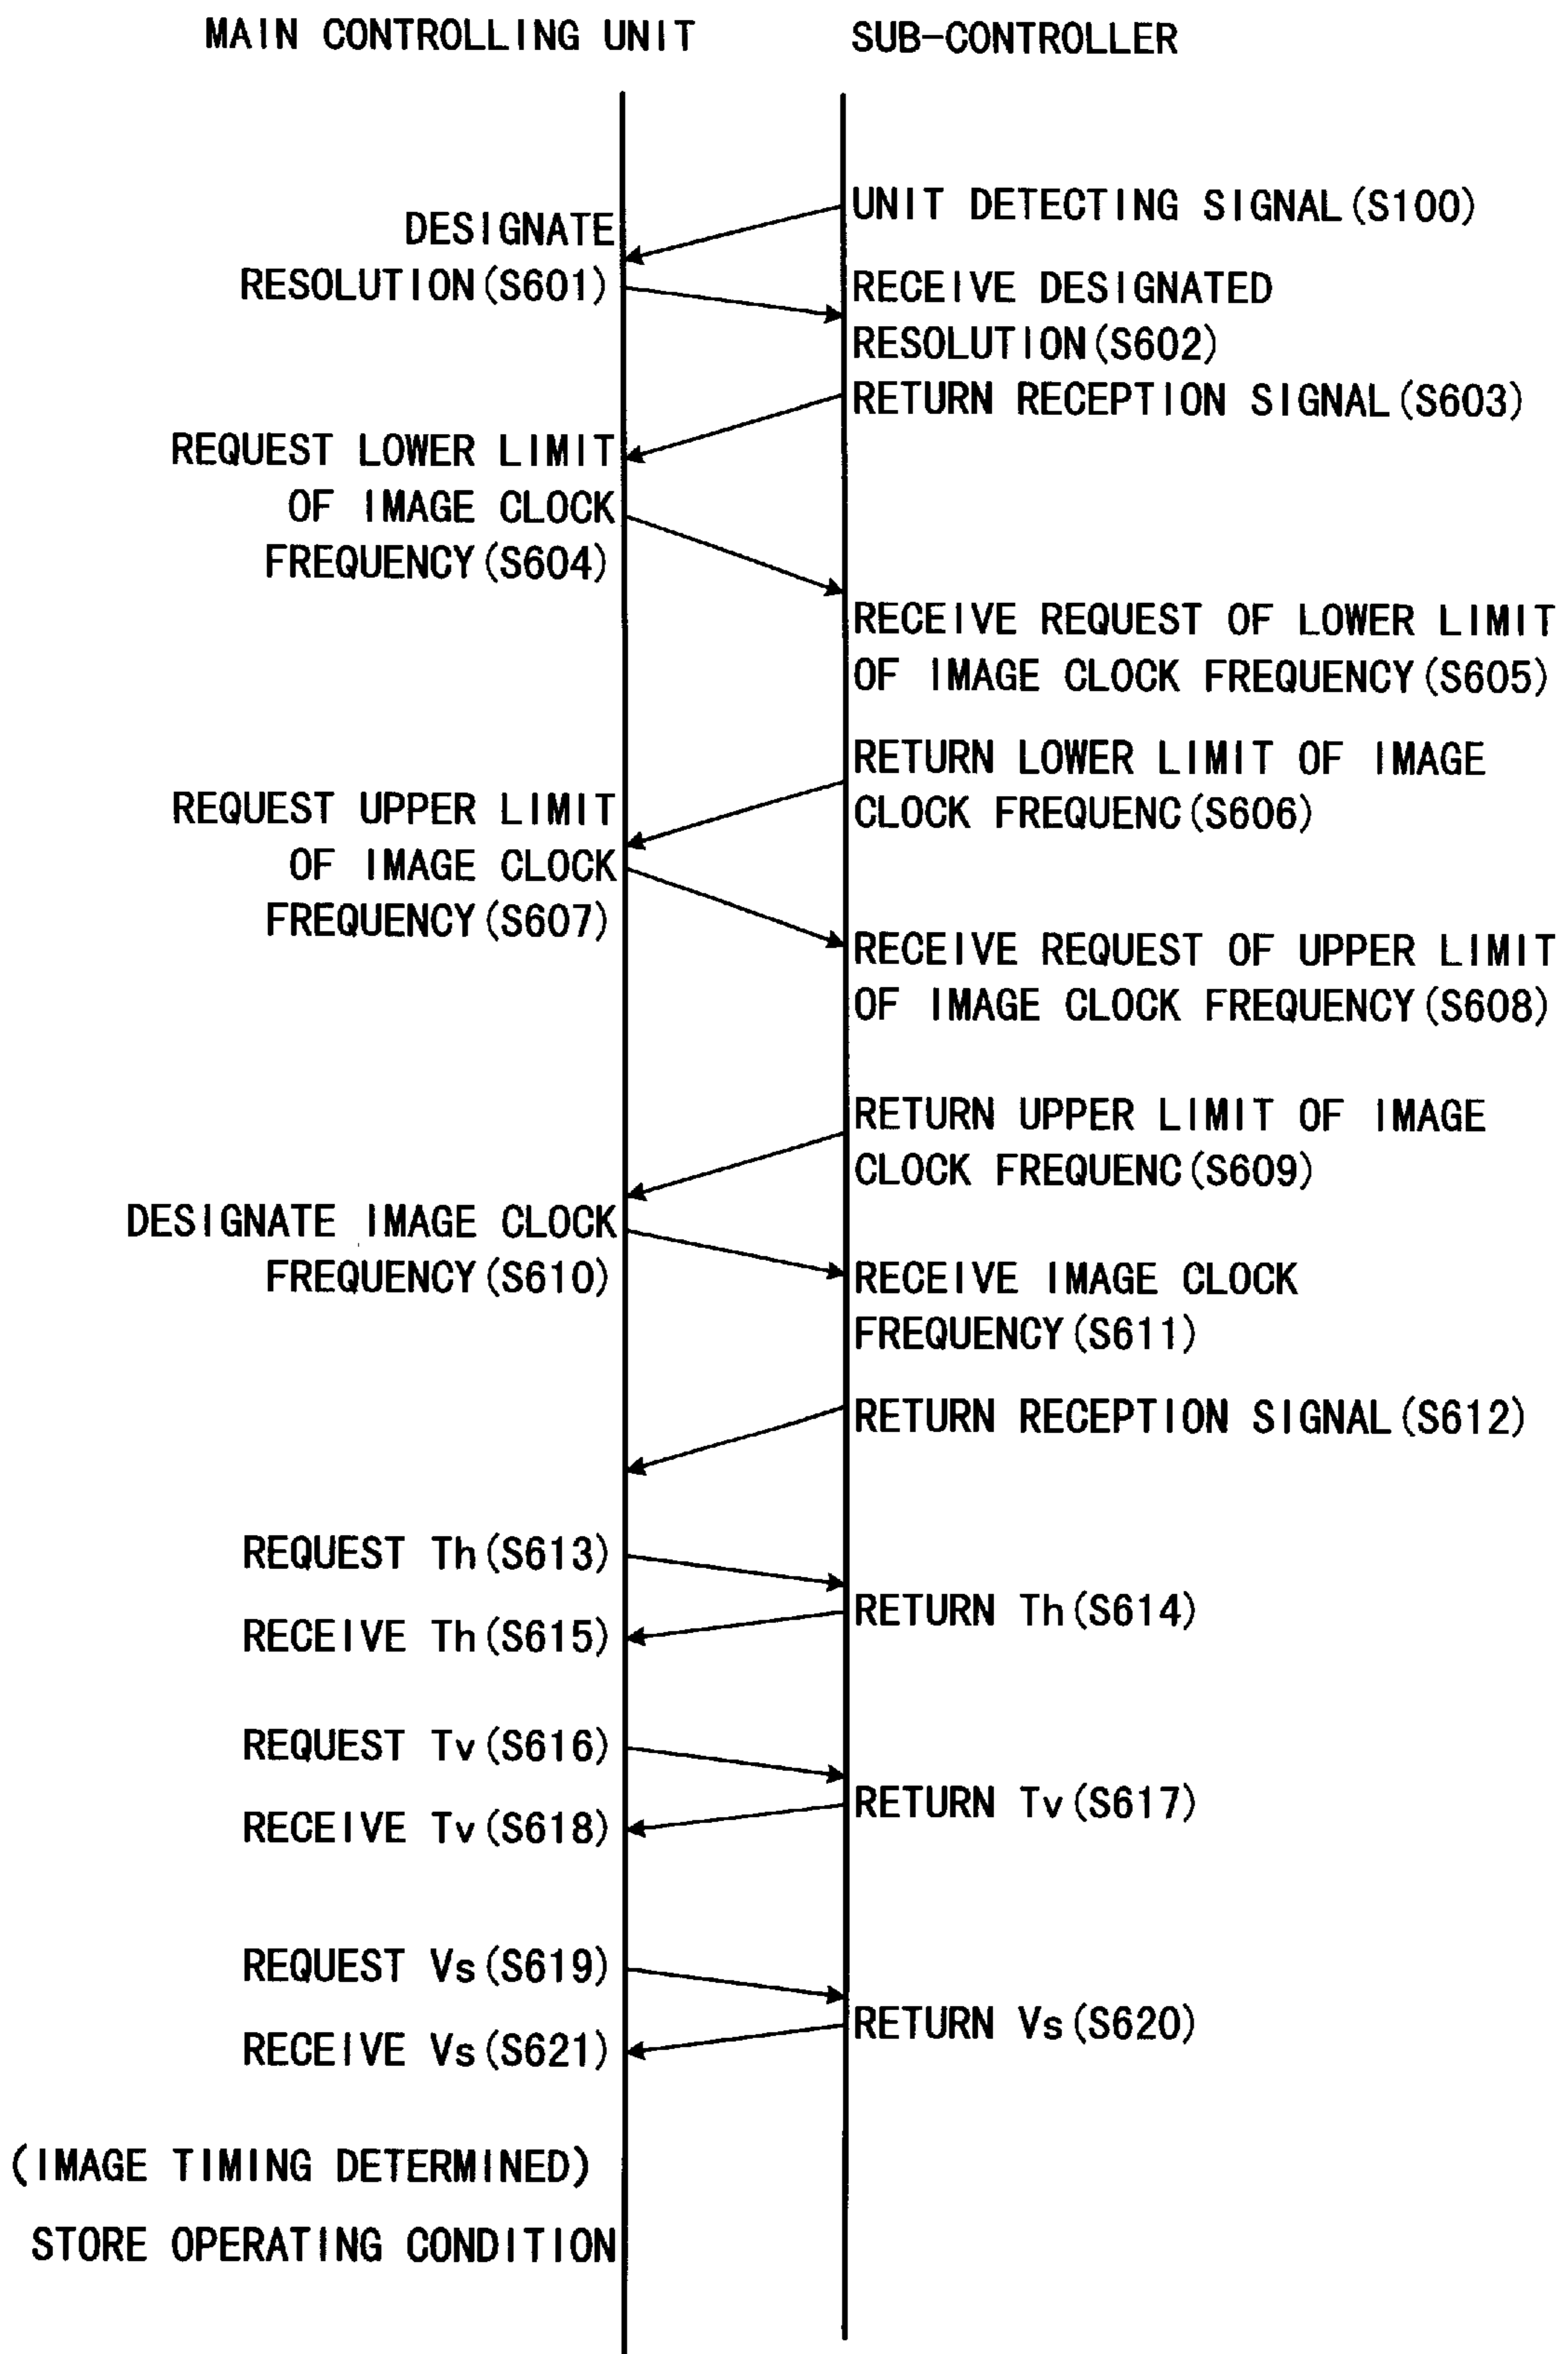 MAIN CONTROLLING UNIT
SUB-CONTROLLER
UNIT DETECTING SIGNAL(S100)
DESIGNATE
RESOLUTION(S601)
RECEIVE DESIGNATED
RESOLUTION(S602)
RETURN RECEPTION SIGNAL(S603)
REQUEST LOWER LIMIT
OF IMAGE CLOCK
FREQUENCY(S604)
RECEIVE REQUEST OF LOWER LIMIT
OF IMAGE CLOCK FREQUENCY(S605)
RETURN LOWER LIMIT OF IMAGE
CLOCK FREQUENC(S606)
REQUEST UPPER LIMIT
OF IMAGE CLOCK
FREQUENCY(S607)
RECEIVE REQUEST OF UPPER LIMIT
OF IMAGE CLOCK FREQUENCY(S608)
RETURN UPPER LIMIT OF IMAGE
CLOCK FREQUENC(S609)
DESIGNATE IMAGE CLOCK
FREQUENCY(S610)
RECEIVE IMAGE CLOCK
FREQUENCY(S611)
RETURN RECEPTION SIGNAL(S612)
REQUEST Th(S613)
RETURN Th(S614)
RECEIVE Th(S615)
REQUEST Tv(S616)
RETURN Tv(S617)
RECEIVE Tv(S618)
REQUEST Vs(S619)
RETURN Vs(S620)
RECEIVE Vs(S621)
(IMAGE TIMING DETERMINED)
STORE OPERATING CONDITION